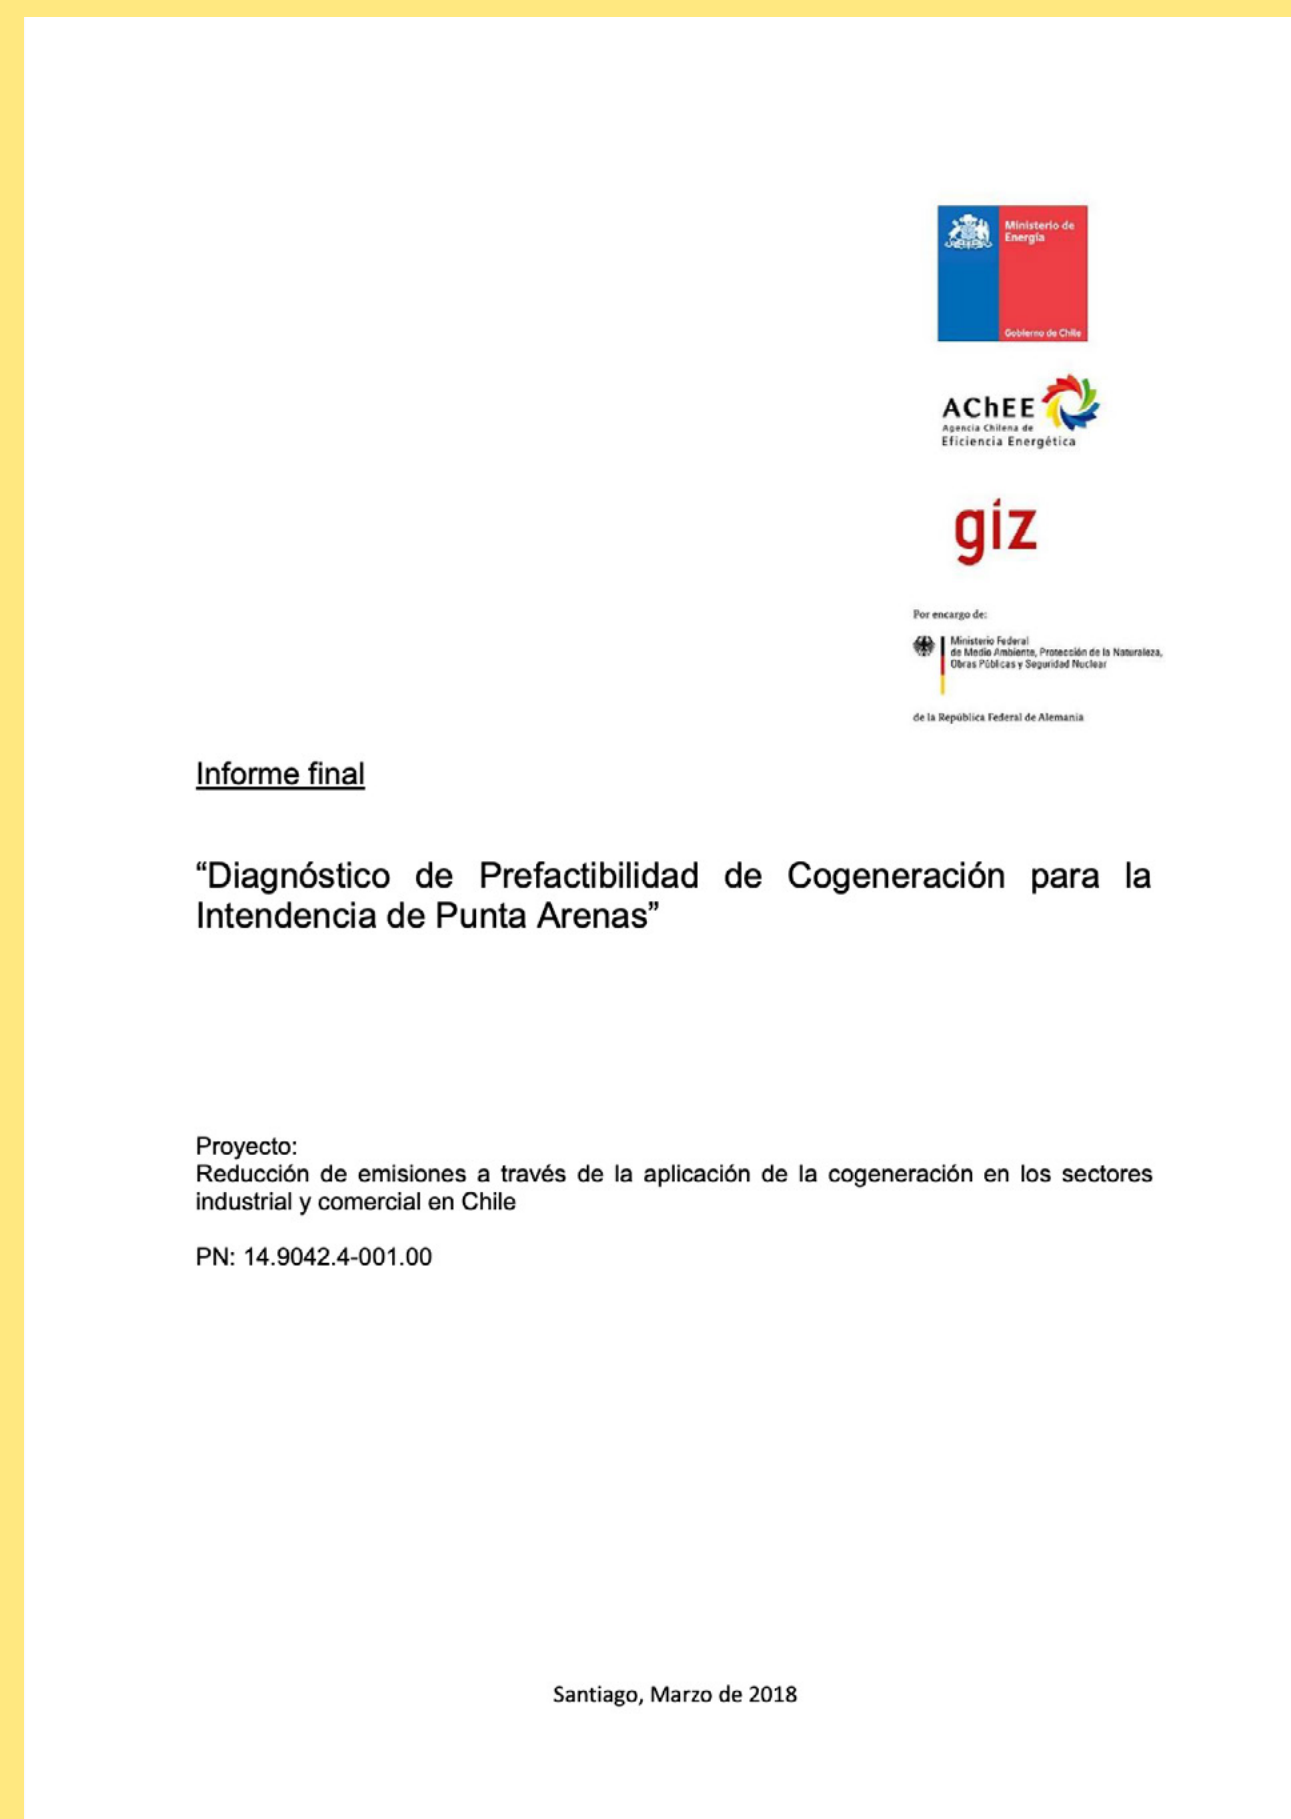 Ministerio de
Energía
Gobierno de Chile
AChEE
Agencia Chilena de
Eficiencia Energética
giz
Por encargo de:
Ministerio Federal
de Medio Ambiente, Protección de la Naturaleza,
Obras Públicas y Seguridad Nuclear
de la República Federal de Alemania
Informe final
“Diagnóstico de Prefactibilidad de Cogeneración para la
Intendencia de Punta Arenas”
Proyecto:
Reducción de emisiones a través de la aplicación de la cogeneración en los sectores
industrial y comercial en Chile
PN: 14.9042.4-001.00
Santiago, Marzo de 2018